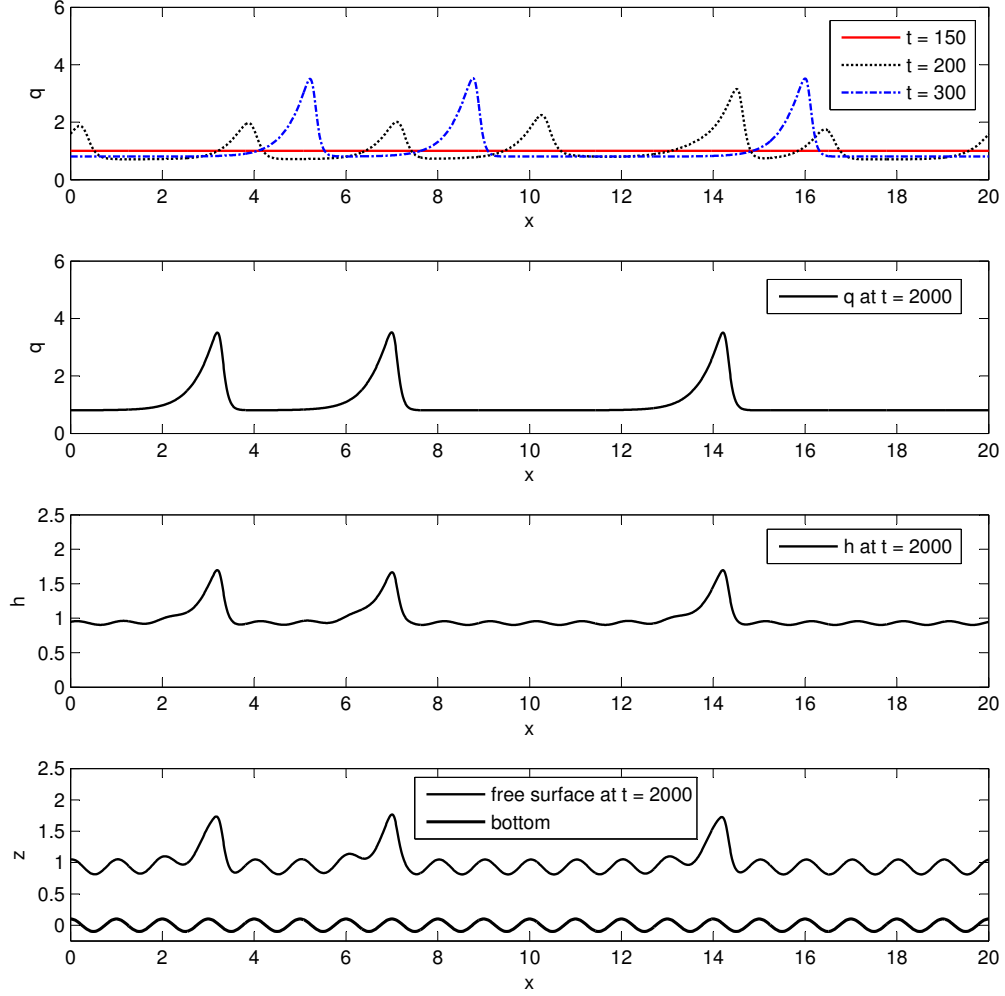 6
4
2
0
q
t = 150
t = 200
t = 300
0 2 4 6 8 10 12 14 16 18 20
x
6
4
2
0
q
q at t = 2000
0 2 4 6 8 10 12 14 16 18 20
x
2.5
2
1.5
1
0.5
0
h
h at t = 2000
0 2 4 6 8 10 12 14 16 18 20
x
2.5
2
1.5
1
0.5
0
z
free surface at t = 2000
bottom
0 2 4 6 8 10 12 14 16 18 20
x